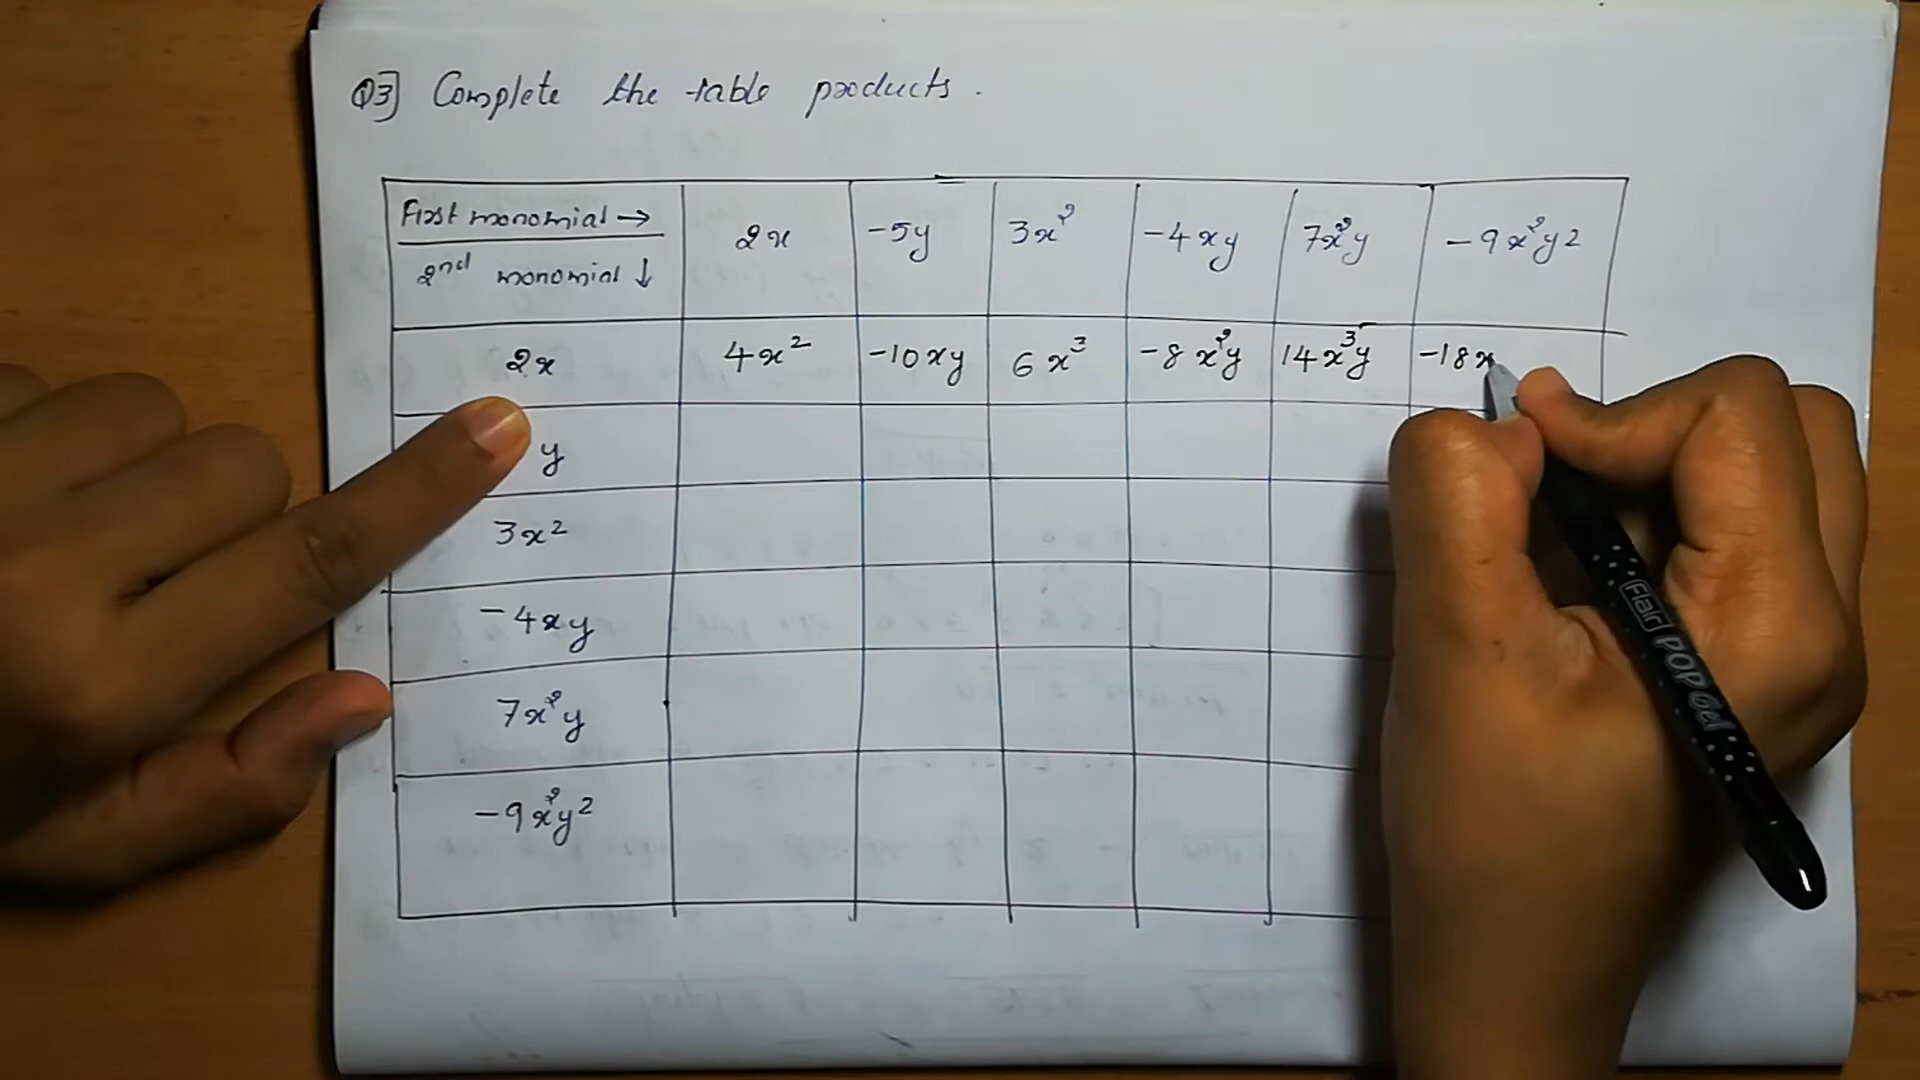 Q3] Complete the table products.
First monomial → 2x -5y 3x² -4xy 7x²y -9x²y2
2nd monomial ↓
2x 4x² -10xy 6x³ -8x²y 14x³y -18x
y
3x²
-4xy
7x²y
-9x²y²
Flair POP Gel